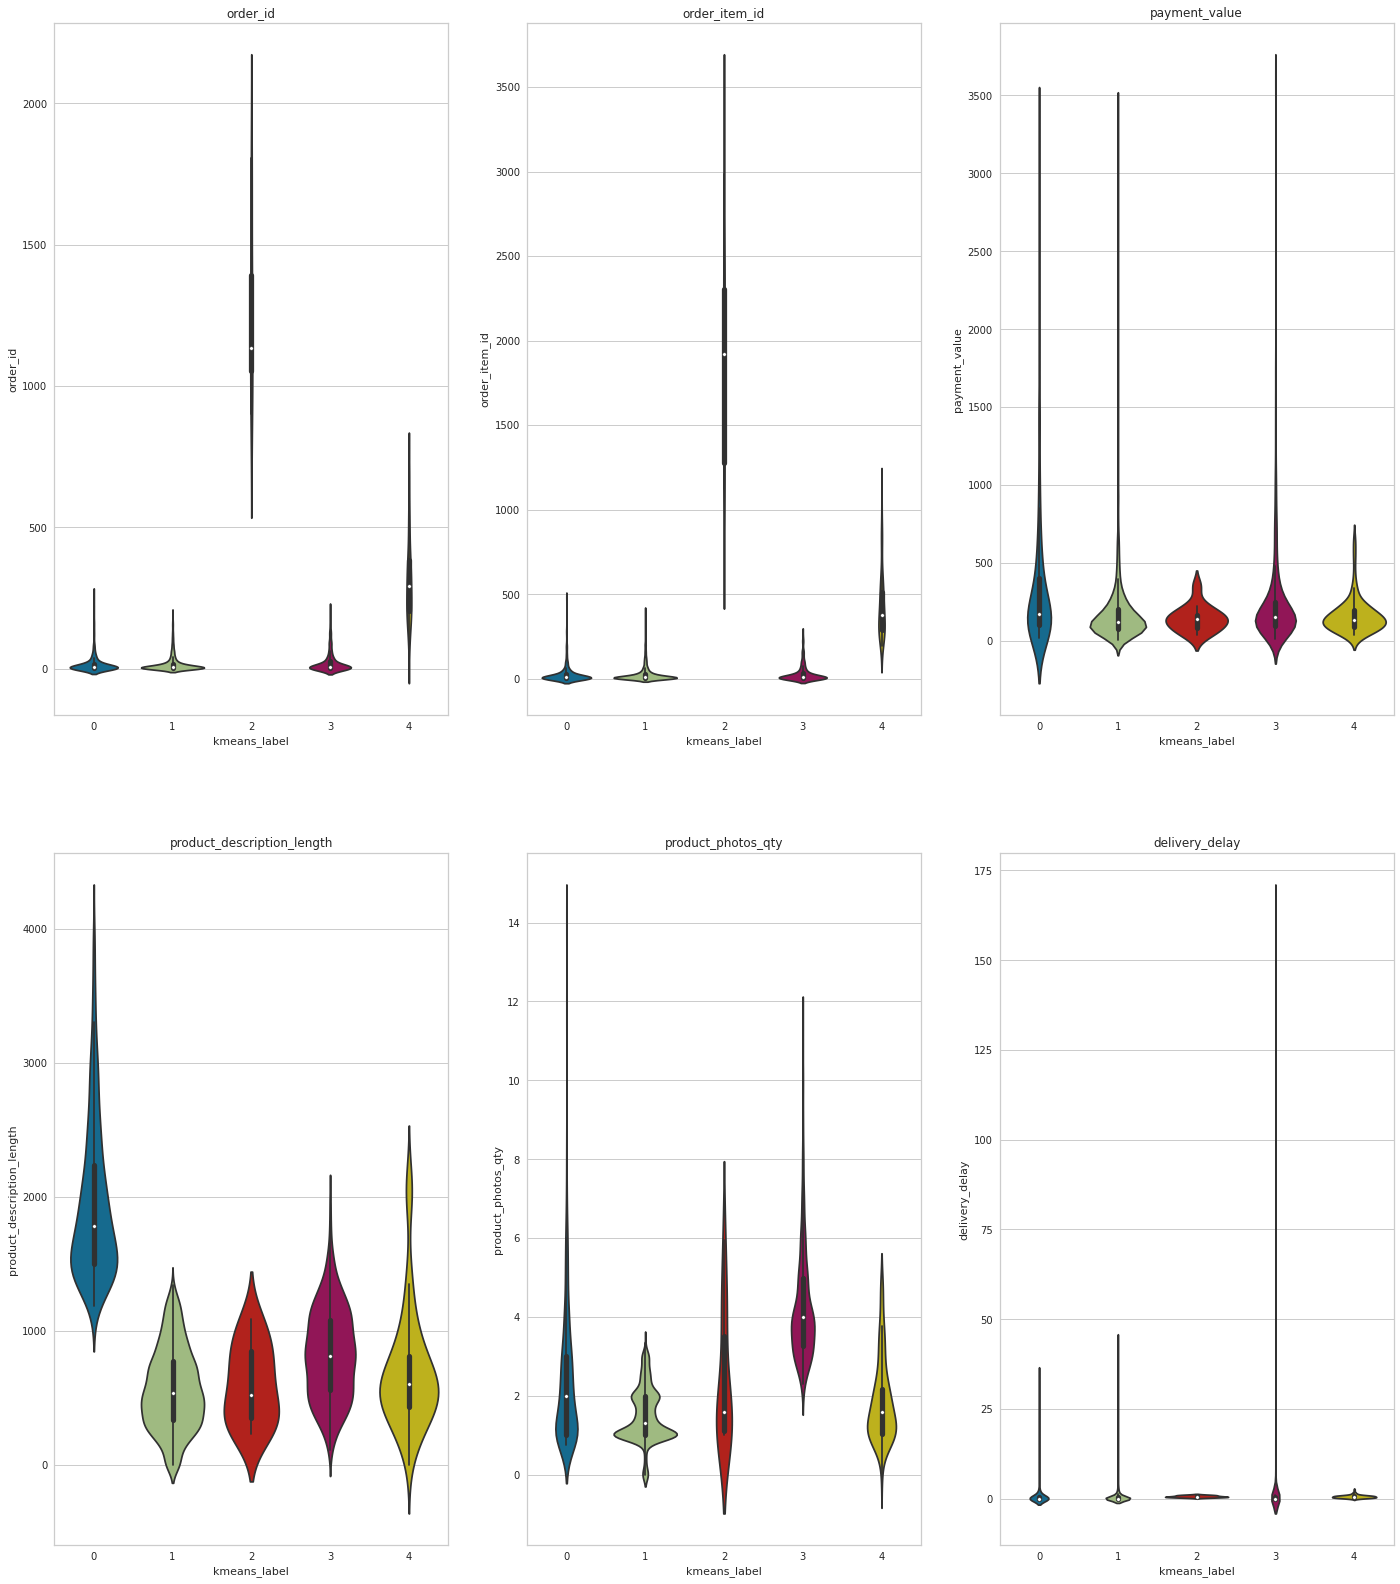 order_id
order_item_id
payment_value
2000
1500
1000
500
0
order_id
0 1 2 3 4
kmeans_label
3500
3000
2500
2000
1500
1000
500
0
order_item_id
0 1 2 3 4
kmeans_label
3500
3000
2500
2000
1500
1000
500
0
payment_value
0 1 2 3 4
kmeans_label
product_description_length
product_photos_qty
delivery_delay
4000
3000
2000
1000
0
product_description_length
0 1 2 3 4
kmeans_label
14
12
10
8
6
4
2
0
product_photos_qty
0 1 2 3 4
kmeans_label
175
150
125
100
75
50
25
0
delivery_delay
0 1 2 3 4
kmeans_label